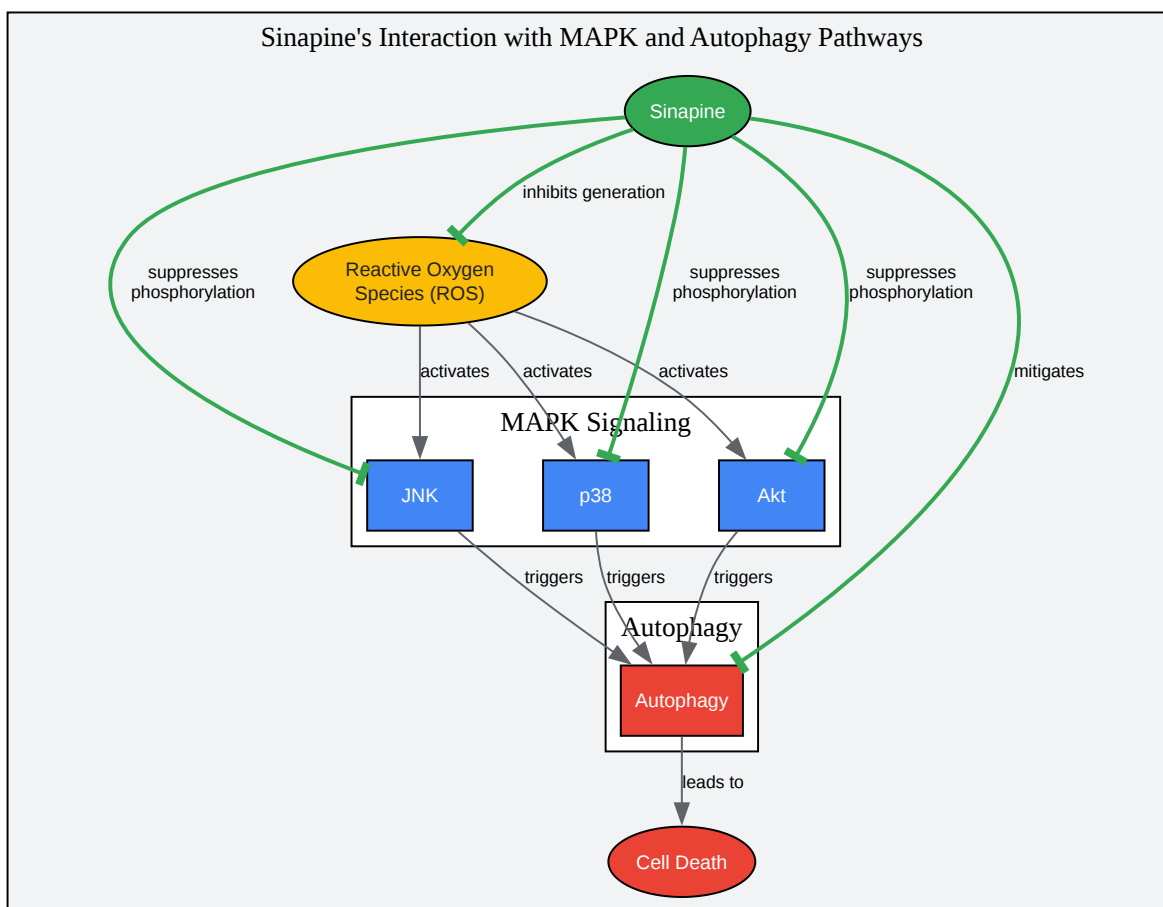 Sinapine's Interaction with MAPK and Autophagy Pathways
Sinapine
inhibits generation
Reactive Oxygen
Species (ROS)
suppresses
phosphorylation
suppresses
phosphorylation
suppresses
phosphorylation
activates
activates
activates
mitigates
MAPK Signaling
JNK
p38
Akt
triggers
triggers
triggers
Autophagy
Autophagy
leads to
Cell Death